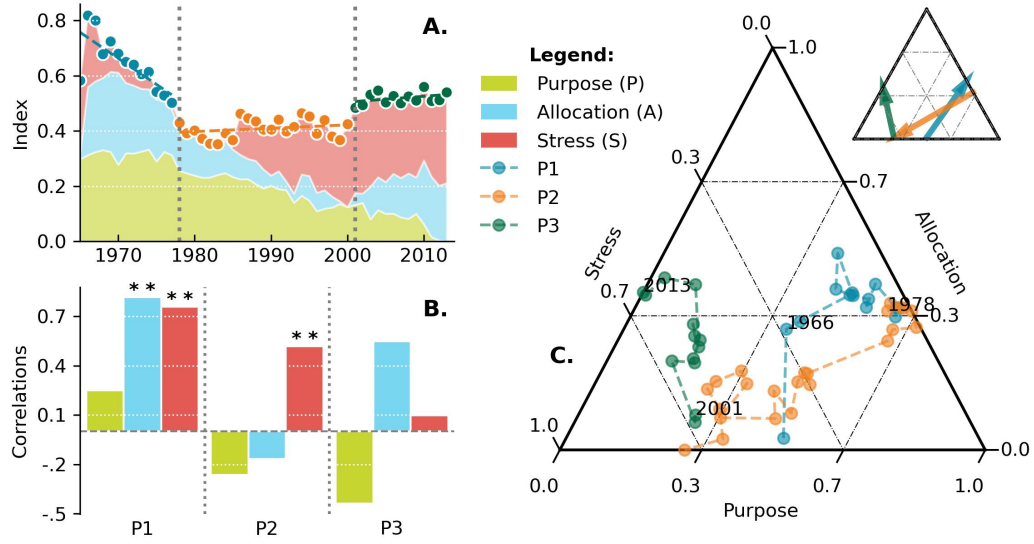 A.
Index
0.8
0.6
0.4
0.2
0.0
1970
1980
1990
2000
2010
Legend:
Purpose (P)
Allocation (A)
Stress (S)
P1
P2
P3
B.
Correlations
0.7
0.4
0.1
-.2
-.5
* *
* *
* *
P1
P2
P3
C.
0.0
1.0
0.3
0.7
Stress
Allocation
0.7
2013
1978
0.3
1966
2001
1.0
0.0
0.0
0.3
0.7
1.0
Purpose